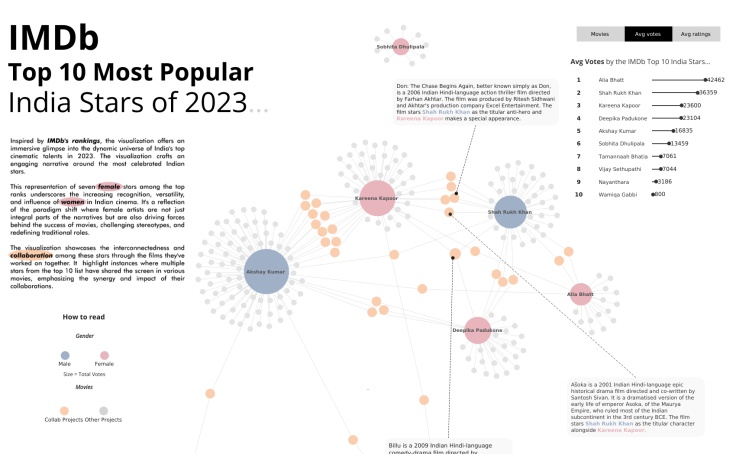 IMDb
Top 10 Most Popular
India Stars of 2023...
Inspired by IMDb's rankings, the visualization offers an
immersive glimpse into the dynamic universe of India's top
cinematic talents in 2023. The visualization crafts an
engaging narrative around the most celebrated Indian
stars.
This representation of seven female stars among the top
ranks underscores the increasing recognition, versatility,
and influence of women in Indian cinema. It's a reflection
of the paradigm shift where female artists are not just
integral parts of the narratives but are also driving forces
behind the success of movies, challenging stereotypes, and
redefining traditional roles.
The visualization showcases the interconnectedness and
collaboration among these stars through the films they've
worked on together. It highlight instances where multiple
stars from the top 10 list have shared the screen in various
movies, emphasizing the synergy and impact of their
collaborations.
How to read
Gender
Male Female
Size = Total Votes
Movies
Collab Projects Other Projects
Sobhita Dhulipala
Don: The Chase Begins Again, better known simply as Don,
is a 2006 Indian Hindi-language action thriller film directed
by Farhan Akhtar. The film was produced by Ritesh Sidhwani
and Akhtar's production company Excel Entertainment. The
film stars Shah Rukh Khan as the titular anti-hero and
Kareena Kapoor makes a special appearance.
Kareena Kapoor
Shah Rukh Khan
Akshay Kumar
Alia Bhatt
Deepika Padukone
Billu is a 2009 Indian Hindi-language
comedy-drama film directed by
Movies Avg votes Avg ratings
Avg Votes by the IMDb Top 10 India Stars...
1 Alia Bhatt 42462
2 Shah Rukh Khan 36359
3 Kareena Kapoor 23600
4 Deepika Padukone 23104
5 Akshay Kumar 16835
6 Sobhita Dhulipala 13459
7 Tamannaah Bhatia 7061
8 Vijay Sethupathi 7044
9 Nayanthara 3186
10 Wamiqa Gabbi 800
Aśoka is a 2001 Indian Hindi-language epic
historical drama film directed and co-written by
Santosh Sivan. It is a dramatised version of the
early life of emperor Asoka, of the Maurya
Empire, who ruled most of the Indian
subcontinent in the 3rd century BCE. The film
stars Shah Rukh Khan as the titular character
alongside Kareena Kapoor.